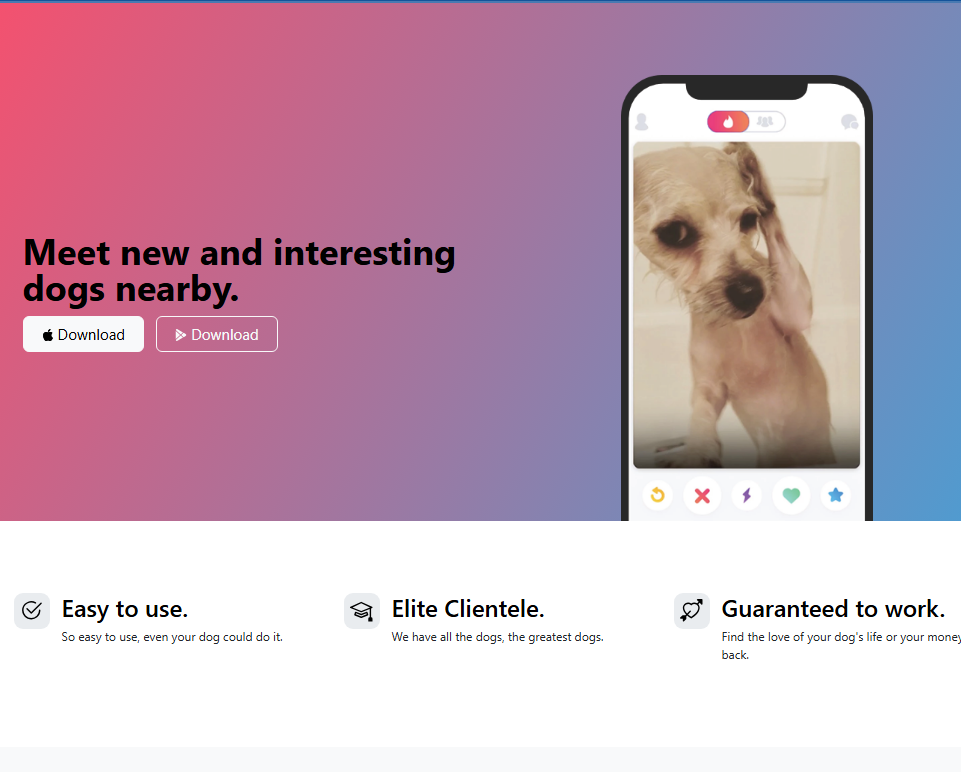 Meet new and interesting
dogs nearby.
Download
Download
Easy to use.
So easy to use, even your dog could do it.
Elite Clientele.
We have all the dogs, the greatest dogs.
Guaranteed to work.
Find the love of your dog's life or your money
back.